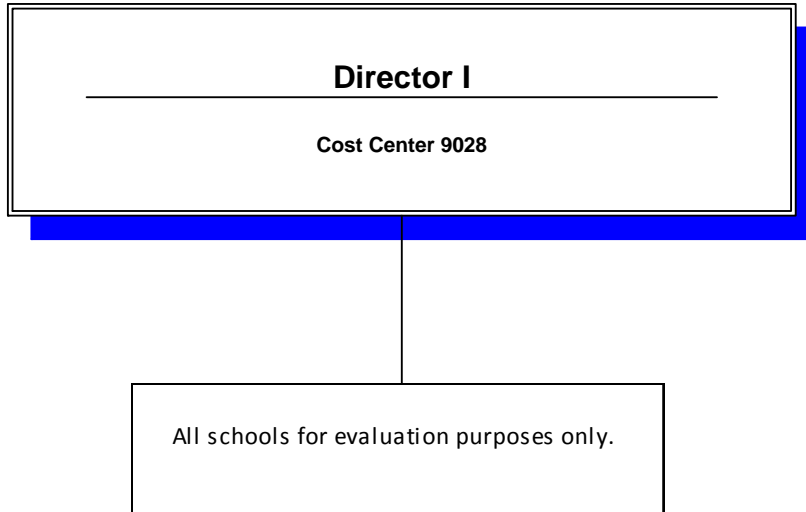 Director I
Cost Center 9028
All schools for evaluation purposes only.